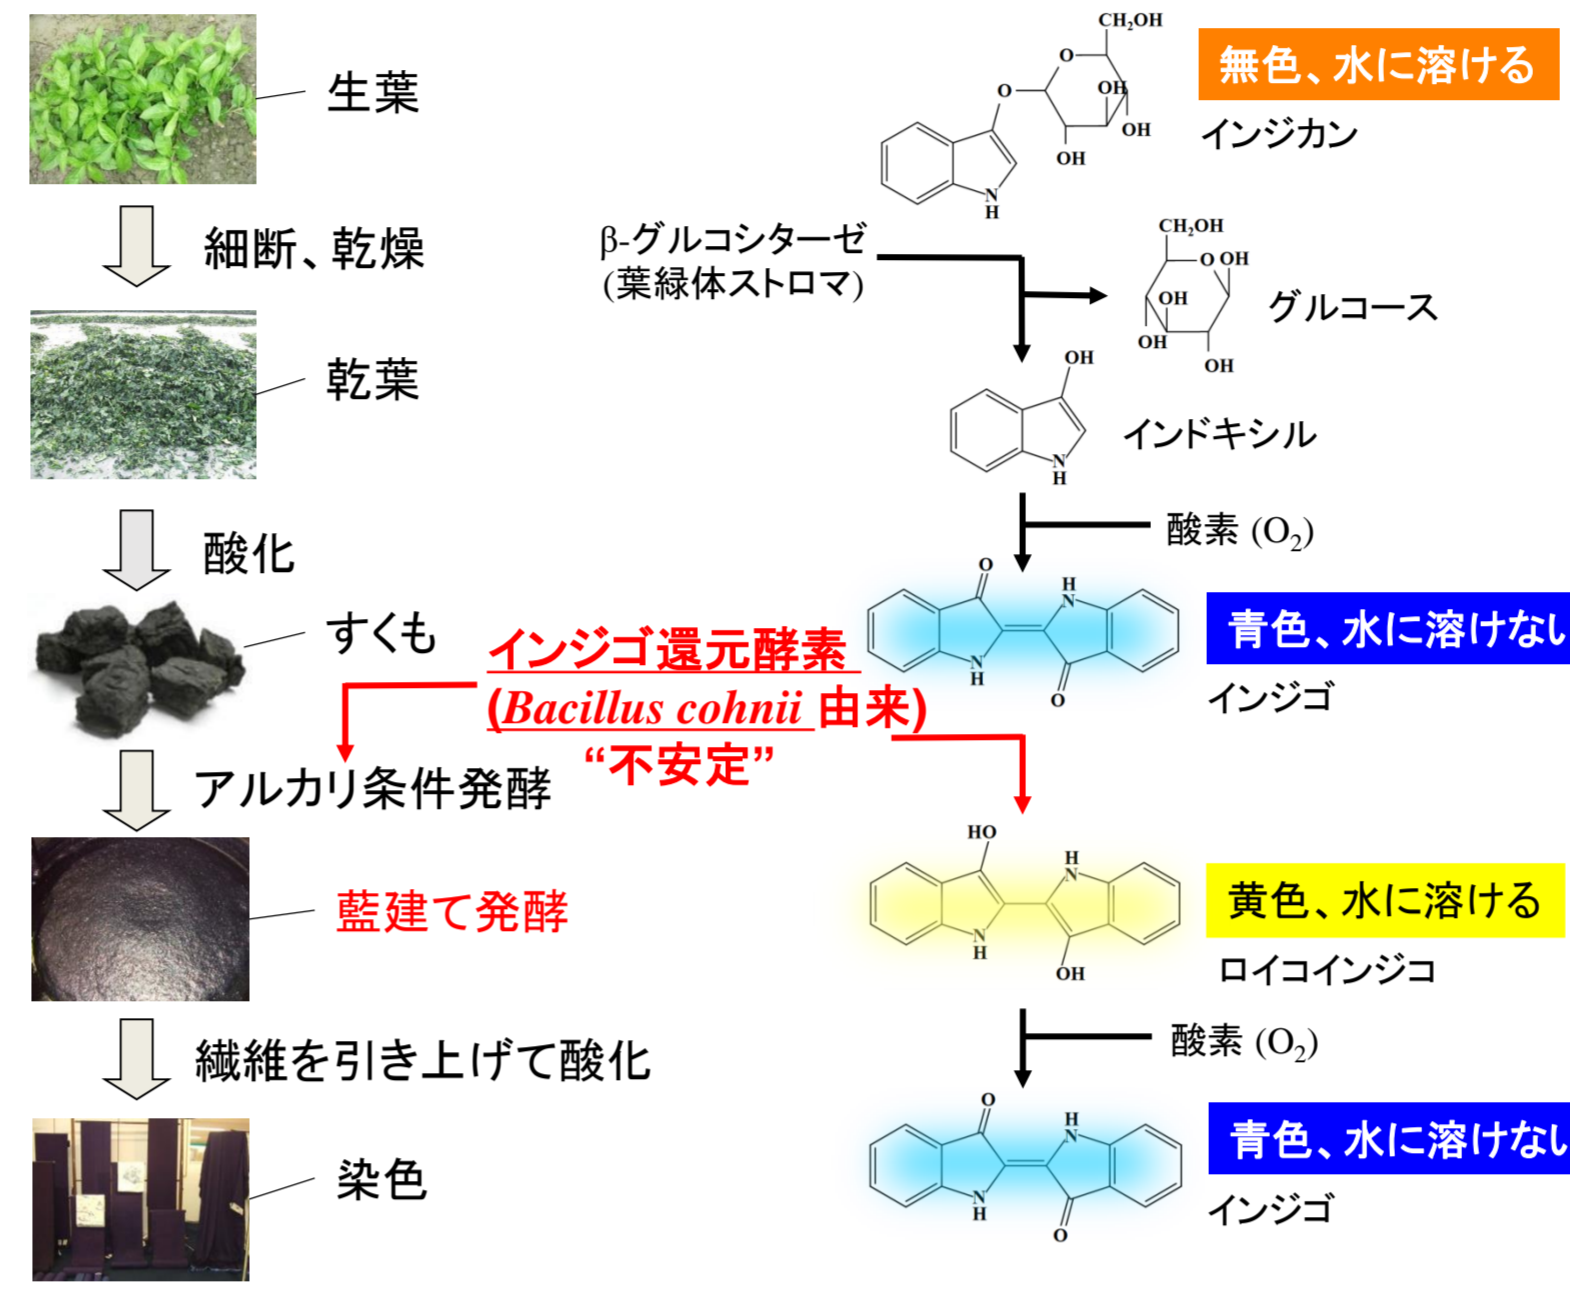 生葉
細断、乾燥
乾葉
酸化
すくも
アルカリ条件発酵
藍建て発酵
繊維を引き上げて酸化
染色
インジゴ還元酵素
(Bacillus cohnii 由来)
“不安定”
CH₂OH
O
O
OH
OH
OH
N
H
無色、水に溶ける
インジカン
β-グルコシターゼ
(葉緑体ストロマ)
CH₂OH
O OH
OH
OH
OH
グルコース
OH
N
H
インドキシル
酸素 (O₂)
O
H
N
N
H
O
青色、水に溶けない
インジゴ
HO
H
N
N
H
OH
黄色、水に溶ける
ロイコインジコ
酸素 (O₂)
O
H
N
N
H
O
青色、水に溶けない
インジゴ